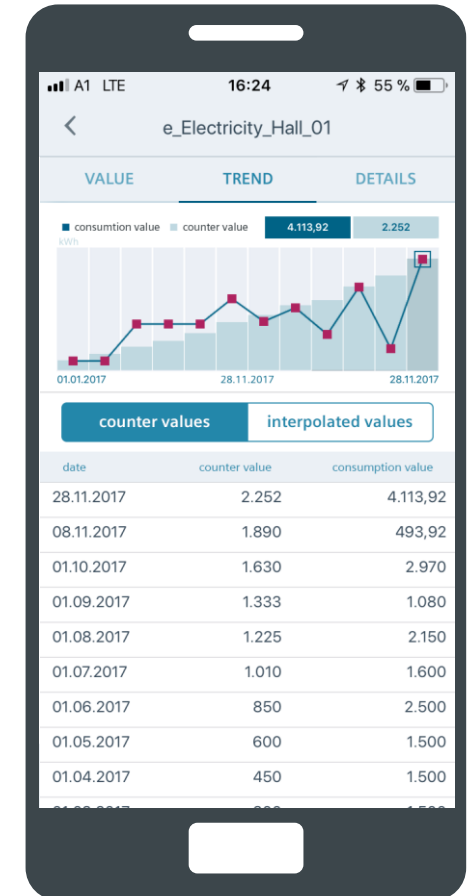 A1 LTE 16:24 55 %
e_Electricity_Hall_01
VALUE TREND DETAILS
consumtion value counter value 4.113,92 2.252
kWh
01.01.2017 28.11.2017 28.11.2017
counter values interpolated values
date counter value consumption value
28.11.2017 2.252 4.113,92
08.11.2017 1.890 493,92
01.10.2017 1.630 2.970
01.09.2017 1.333 1.080
01.08.2017 1.225 2.150
01.07.2017 1.010 1.600
01.06.2017 850 2.500
01.05.2017 600 1.500
01.04.2017 450 1.500